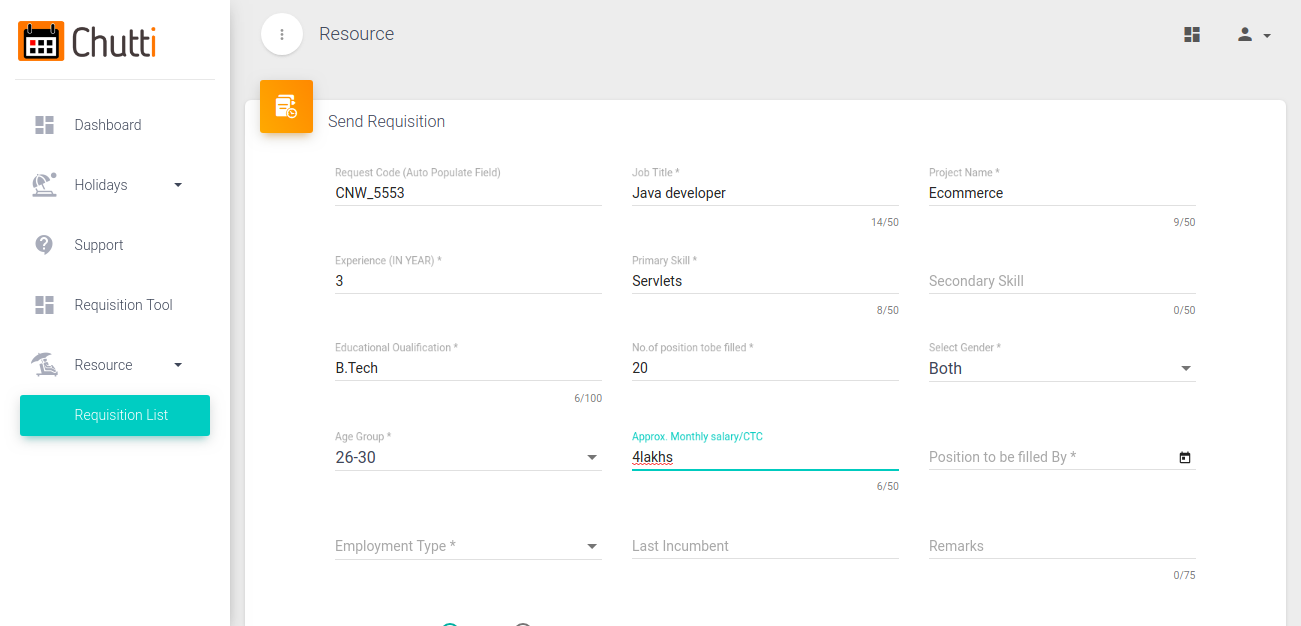 Chutti
Resource
Dashboard
Holidays
Support
Requisition Tool
Resource
Requisition List
Send Requisition
Request Code (Auto Populate Field)
CNW_5553
Job Title *
Java developer
14/50
Project Name *
Ecommerce
9/50
Experience (IN YEAR) *
3
Primary Skill *
Servlets
8/50
Secondary Skill
0/50
Educational Oualification *
B.Tech
6/100
No.of position tobe filled *
20
Select Gender *
Both
Age Group *
26-30
Approx. Monthly salary/CTC
4lakhs
6/50
Position to be filled By *
Employment Type *
Last Incumbent
Remarks
0/75